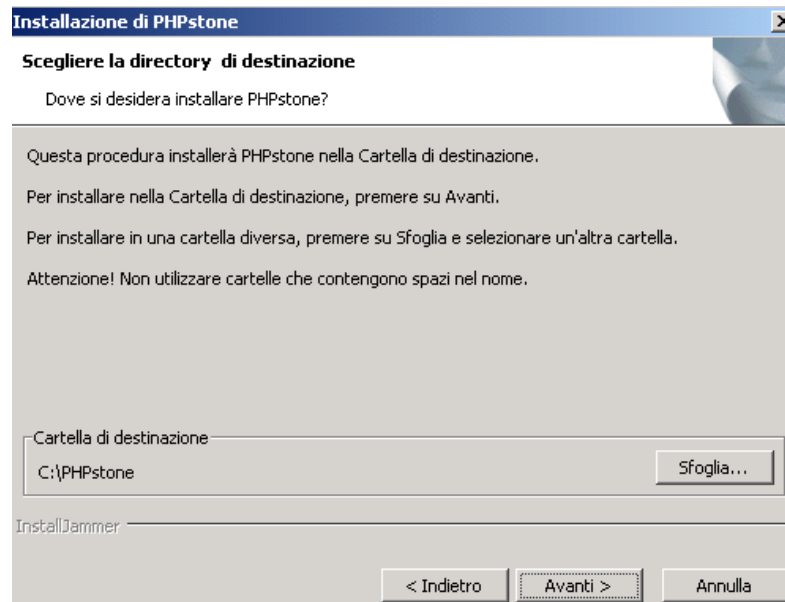 Installazione di PHPstone
Scegliere la directory  di destinazione
Dove si desidera installare PHPstone?
Questa procedura installerà PHPstone nella Cartella di destinazione.
Per installare nella Cartella di destinazione, premere su Avanti.
Per installare in una cartella diversa, premere su Sfoglia e selezionare un'altra cartella.
Attenzione! Non utilizzare cartelle che contengono spazi nel nome.
Cartella di destinazione
C:\PHPstone
Sfoglia...
InstallJammer
< Indietro
Avanti >
Annulla